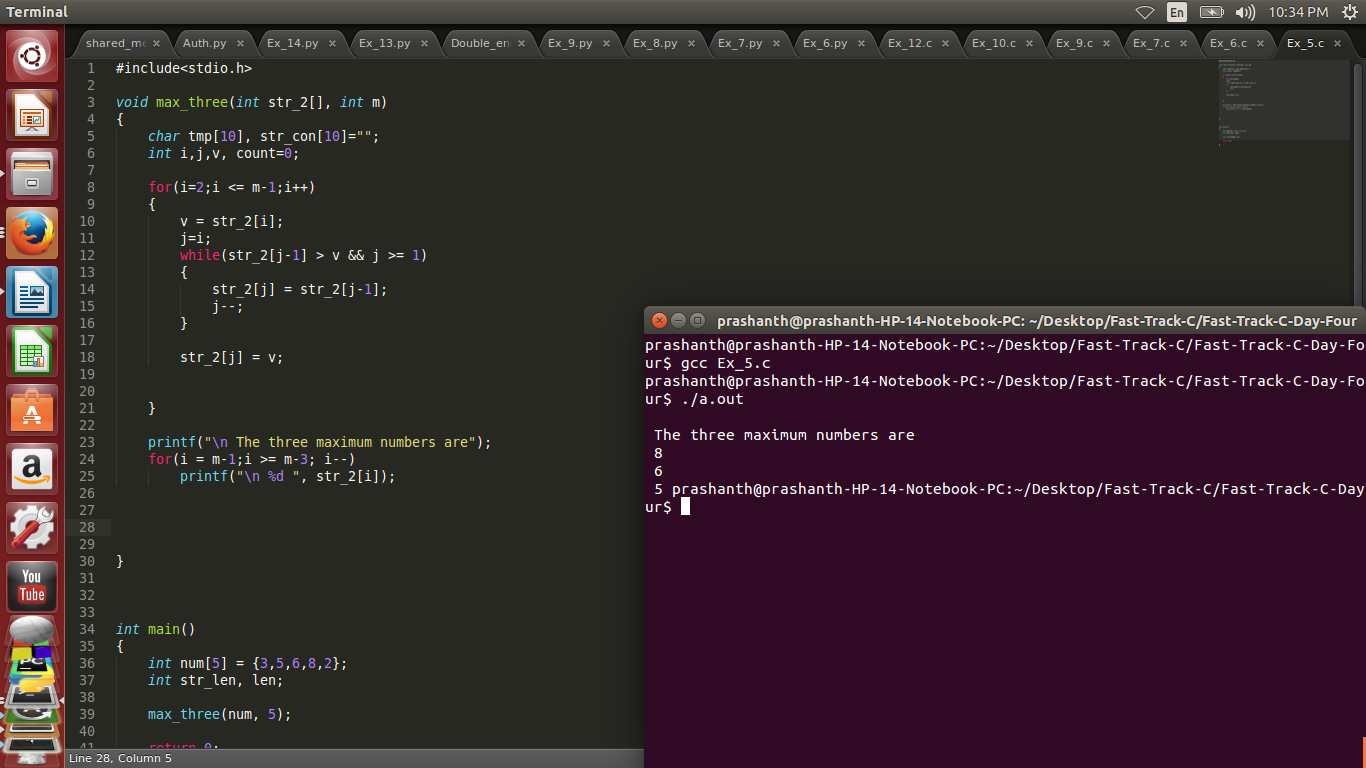 Terminal
En
10:34 PM
shared_me
Auth.py
Ex_14.py
Ex_13.py
Double_en
Ex_9.py
Ex_8.py
Ex_7.py
Ex_6.py
Ex_12.c
Ex_10.c
Ex_9.c
Ex_7.c
Ex_6.c
Ex_5.c
1 #include<stdio.h>
2
3 void max_three(int str_2[], int m)
4 {
5 char tmp[10], str_con[10]="";
6 int i,j,v, count=0;
7
8 for(i=2;i <= m-1;i++)
9 {
10 v = str_2[i];
11 j=i;
12 while(str_2[j-1] > v && j >= 1)
13 {
14 str_2[j] = str_2[j-1];
15 j--;
16 }
17
18 str_2[j] = v;
19
20
21 }
22
23 printf("\n The three maximum numbers are");
24 for(i = m-1;i >= m-3; i--)
25 printf("\n %d ", str_2[i]);
26
27
28
29
30 }
31
32
33
34 int main()
35 {
36 int num[5] = {3,5,6,8,2};
37 int str_len, len;
38
39 max_three(num, 5);
40
41 return 0;
Line 28, Column 5
prashanth@prashanth-HP-14-Notebook-PC: ~/Desktop/Fast-Track-C/Fast-Track-C-Day-Four
prashanth@prashanth-HP-14-Notebook-PC:~/Desktop/Fast-Track-C/Fast-Track-C-Day-Fo
ur$ gcc Ex_5.c
prashanth@prashanth-HP-14-Notebook-PC:~/Desktop/Fast-Track-C/Fast-Track-C-Day-Fo
ur$ ./a.out
The three maximum numbers are
8
6
5 prashanth@prashanth-HP-14-Notebook-PC:~/Desktop/Fast-Track-C/Fast-Track-C-Day
ur$
a
You
Tube
PC